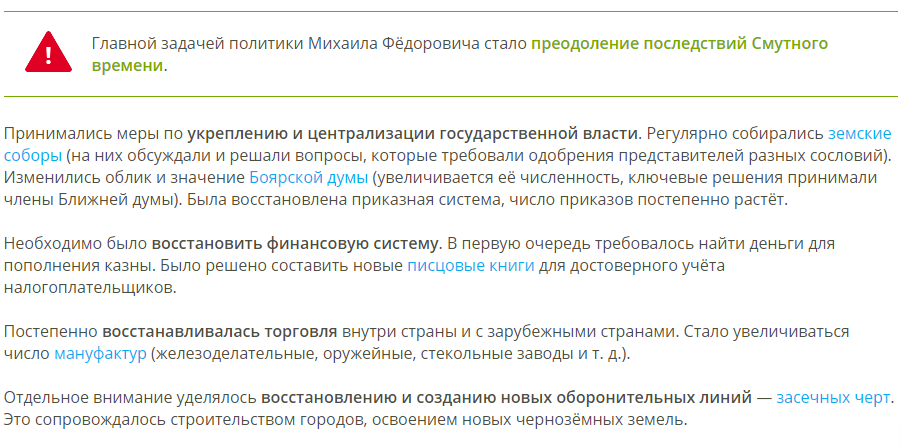 Главной задачей политики Михаила Фёдоровича стало преодоление последствий Смутного
времени.
Принимались меры по укреплению и централизации государственной власти. Регулярно собирались земские
соборы (на них обсуждали и решали вопросы, которые требовали одобрения представителей разных сословий).
Изменились облик и значение Боярской думы (увеличивается её численность, ключевые решения принимали
члены Ближней думы). Была восстановлена приказная система, число приказов постепенно растёт.
Необходимо было восстановить финансовую систему. В первую очередь требовалось найти деньги для
пополнения казны. Было решено составить новые писцовые книги для достоверного учёта
налогоплательщиков.
Постепенно восстанавливалась торговля внутри страны и с зарубежными странами. Стало увеличиваться
число мануфактур (железоделательные, оружейные, стекольные заводы и т. д.).
Отдельное внимание уделялось восстановлению и созданию новых оборонительных линий — засечных черт.
Это сопровождалось строительством городов, освоением новых чернозёмных земель.